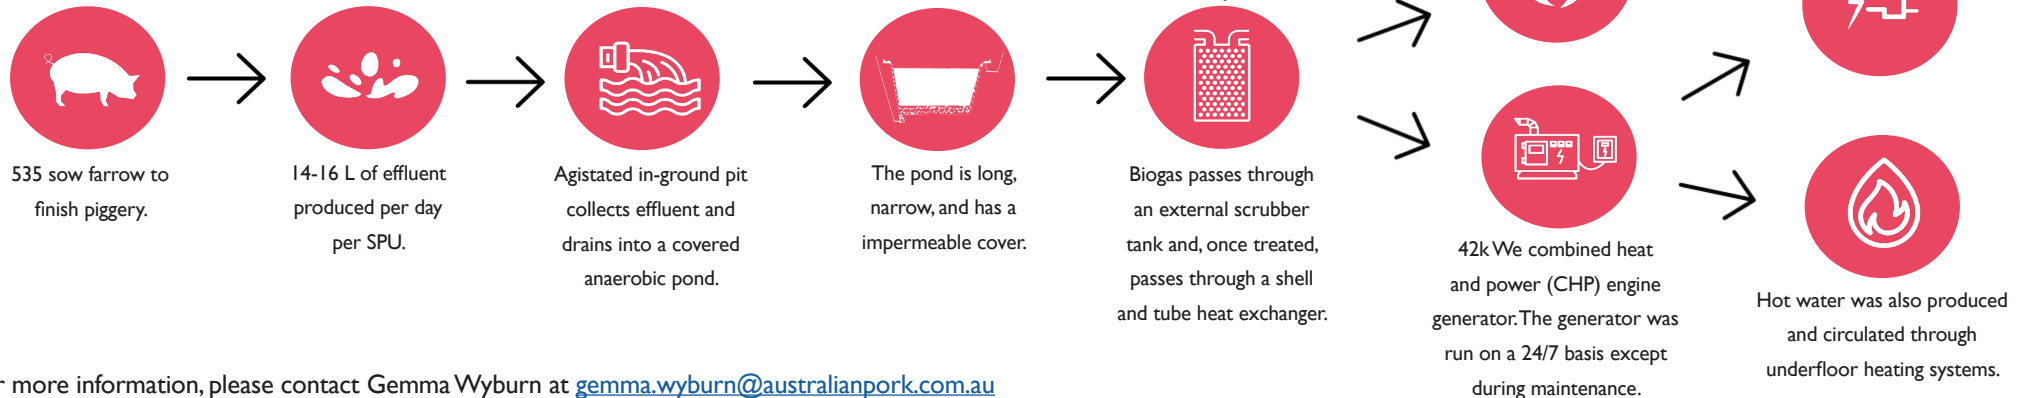 535 sow farrow to
finish piggery.
14-16 L of effluent
produced per day
per SPU.
Agistated in-ground pit
collects effluent and
drains into a covered
anaerobic pond.
The pond is long,
narrow, and has a
impermeable cover.
Biogas passes through
an external scrubber
tank and, once treated,
passes through a shell
and tube heat exchanger.
42kWe combined heat
and power (CHP) engine
generator. The generator was
run on a 24/7 basis except
during maintenance.
Hot water was also produced
and circulated through
underfloor heating systems.
more information, please contact Gemma Wyburn at gemma.wyburn@australianpork.com.au